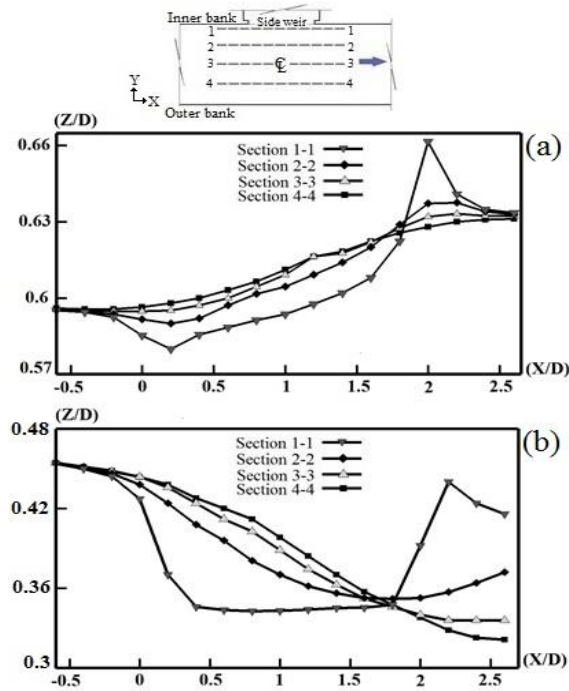 Inner bank
Side weir
1 1
2 2
3 ℄ 3
4 4
Y
X
Outer bank
(Z/D)
(a)
0.66
0.63
0.6
0.57
Section 1-1
Section 2-2
Section 3-3
Section 4-4
-0.5 0 0.5 1 1.5 2 2.5
(X/D)
(Z/D)
(b)
0.48
0.42
0.36
0.3
Section 1-1
Section 2-2
Section 3-3
Section 4-4
(X/D)
-0.5 0 0.5 1 1.5 2 2.5